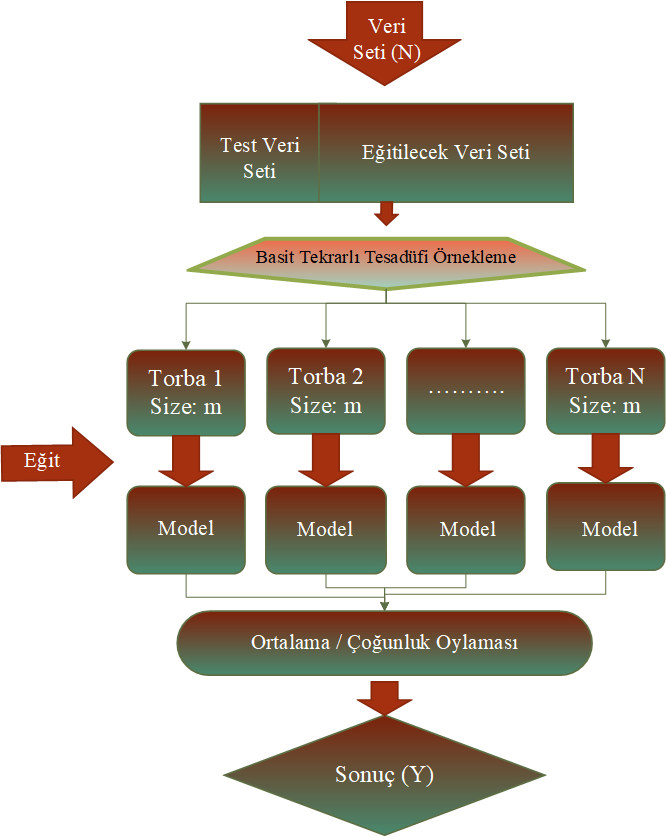 Veri
Seti (N)
Test Veri
Seti
Eğitilecek Veri Seti
Basit Tekrarlı Tesadüfi Örnekleme
Torba 1
Size: m
Torba 2
Size: m
……….
Torba N
Size: m
Eğit
Model
Model
Model
Model
Ortalama / Çoğunluk Oylaması
Sonuç (Y)